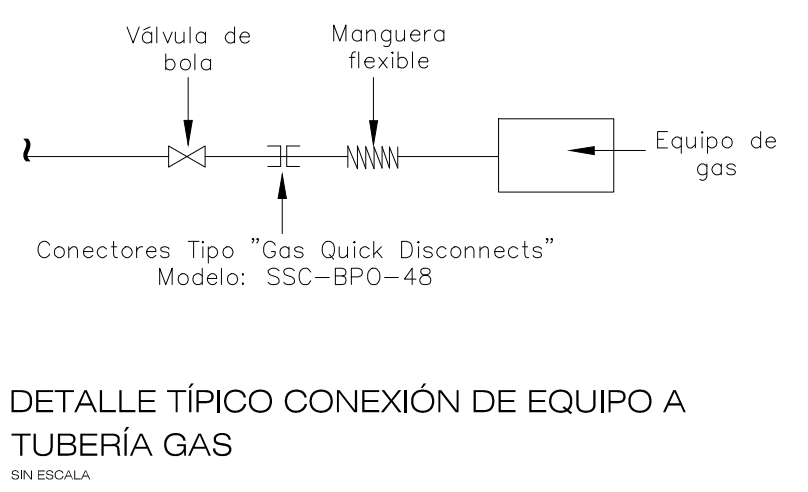 Válvula de
bola
Manguera
flexible
Equipo de
gas
Conectores Tipo "Gas Quick Disconnects"
Modelo: SSC-BPO-48
DETALLE TÍPICO CONEXIÓN DE EQUIPO A
TUBERÍA GAS
SIN ESCALA